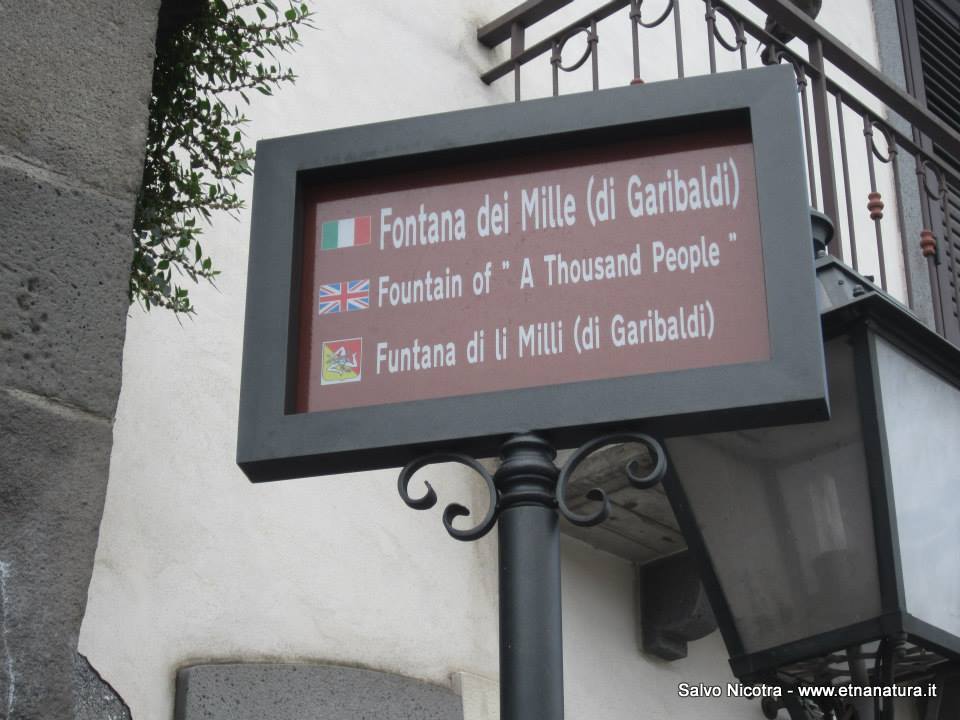 Fontana dei Mille (di Garibaldi)
Fountain of " A Thousand People "
Funtana di li Milli (di Garibaldi)
Salvo Nicotra - www.etnanatura.it